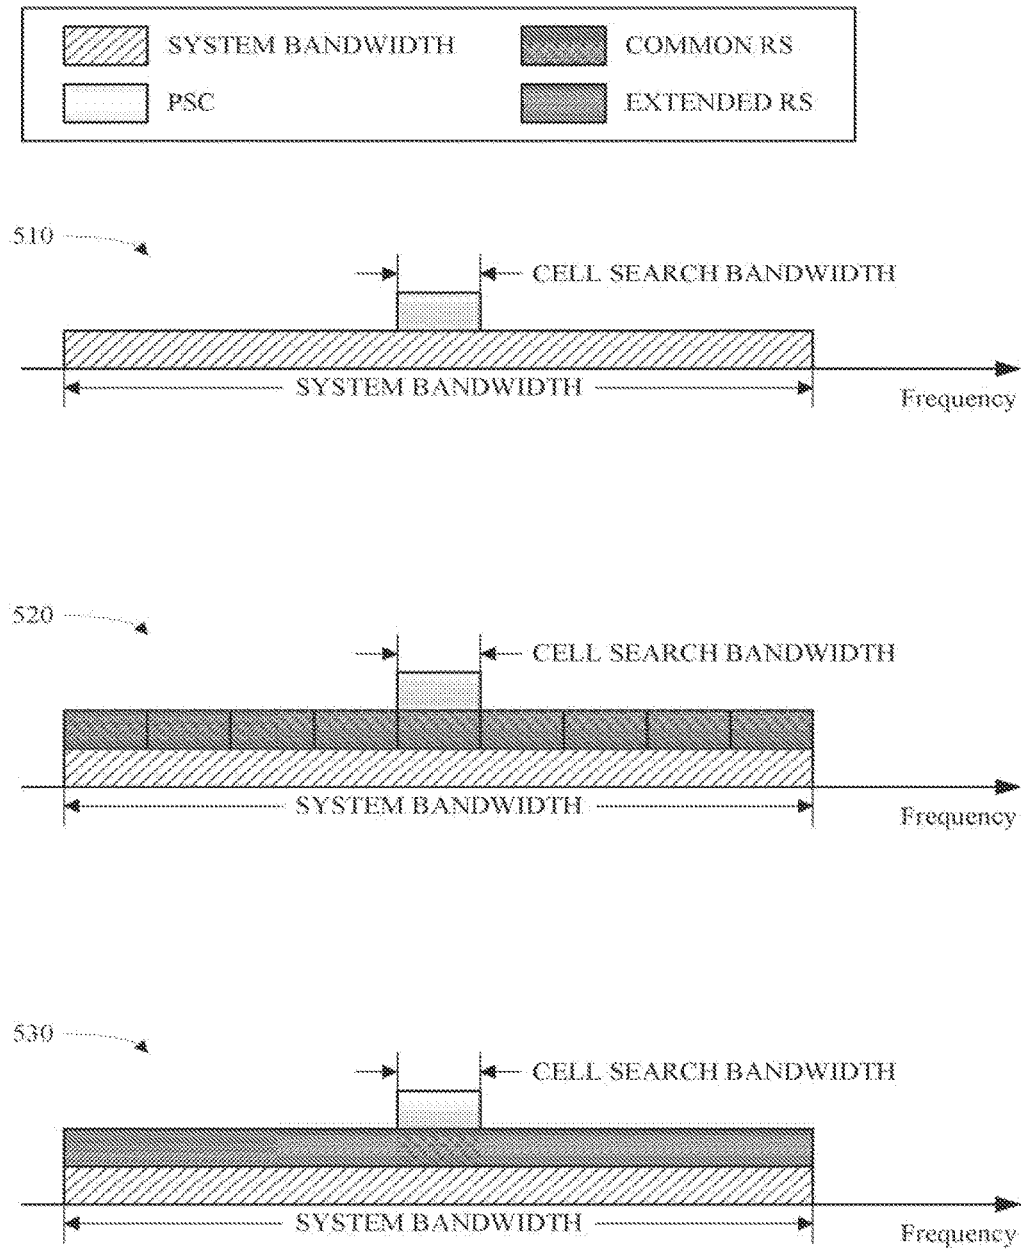 SYSTEM BANDWIDTH
COMMON RS
PSC
EXTENDED RS
510
CELL SEARCH BANDWIDTH
SYSTEM BANDWIDTH
Frequency
520
CELL SEARCH BANDWIDTH
SYSTEM BANDWIDTH
Frequency
530
CELL SEARCH BANDWIDTH
SYSTEM BANDWIDTH
Frequency